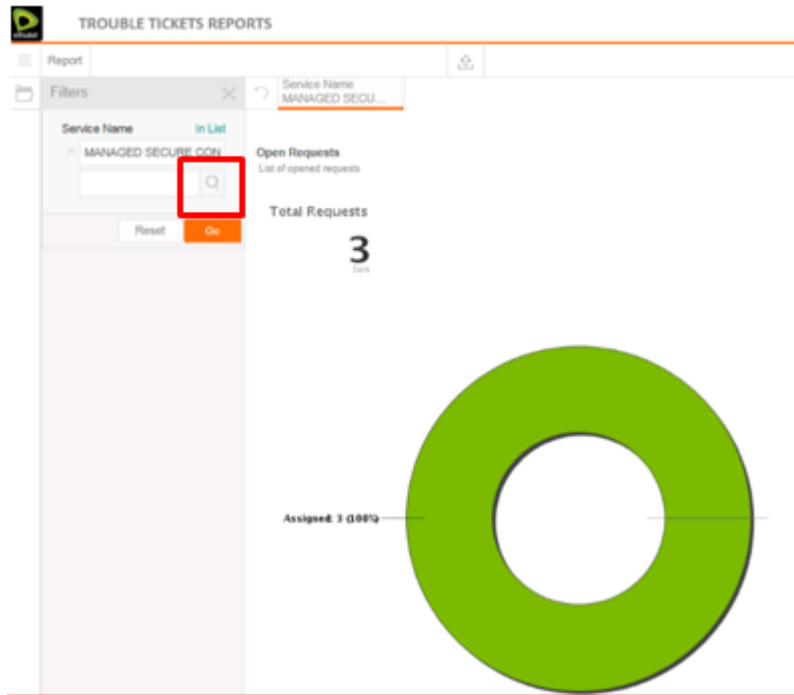 etisalat
TROUBLE TICKETS REPORTS
Report
Filters
Service Name
MANAGED SECU...
Service Name In List
MANAGED SECURE CON
Reset Go
Open Requests
List of opened requests
Total Requests
3
Assigned: 3 (100%)